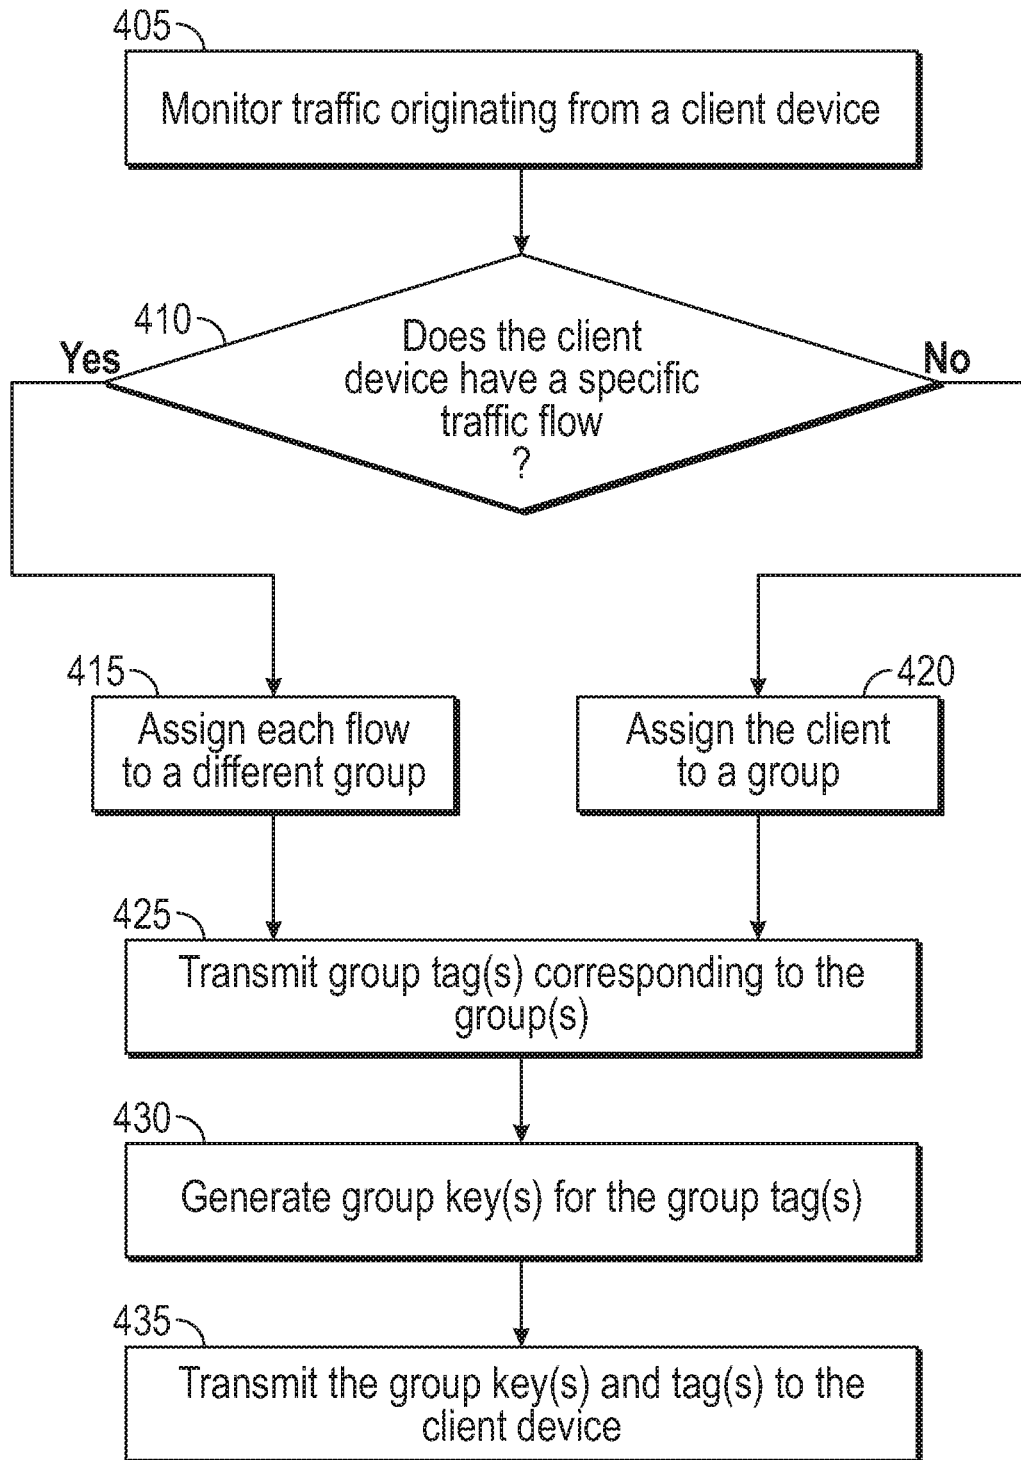 405
Monitor traffic originating from a client device
410
Yes
No
Does the client
device have a specific
traffic flow
?
415
Assign each flow
to a different group
420
Assign the client
to a group
425
Transmit group tag(s) corresponding to the
group(s)
430
Generate group key(s) for the group tag(s)
435
Transmit the group key(s) and tag(s) to the
client device